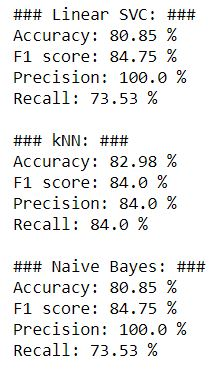 ### Linear SVC: ###
Accuracy: 80.85 %
F1 score: 84.75 %
Precision: 100.0 %
Recall: 73.53 %
### kNN: ###
Accuracy: 82.98 %
F1 score: 84.0 %
Precision: 84.0 %
Recall: 84.0 %
### Naive Bayes: ###
Accuracy: 80.85 %
F1 score: 84.75 %
Precision: 100.0 %
Recall: 73.53 %